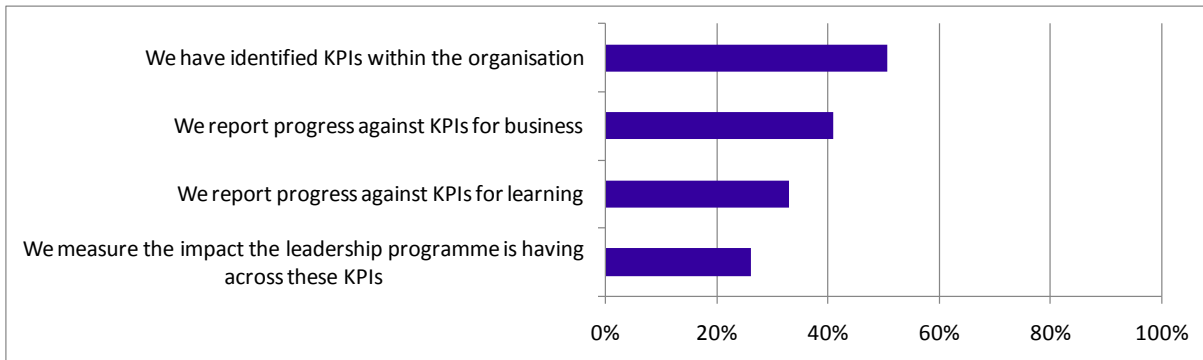 We have identified KPIs within the organisation
We report progress against KPIs for business
We report progress against KPIs for learning
We measure the impact the leadership programme is having
across these KPIs
0% 20% 40% 60% 80% 100%